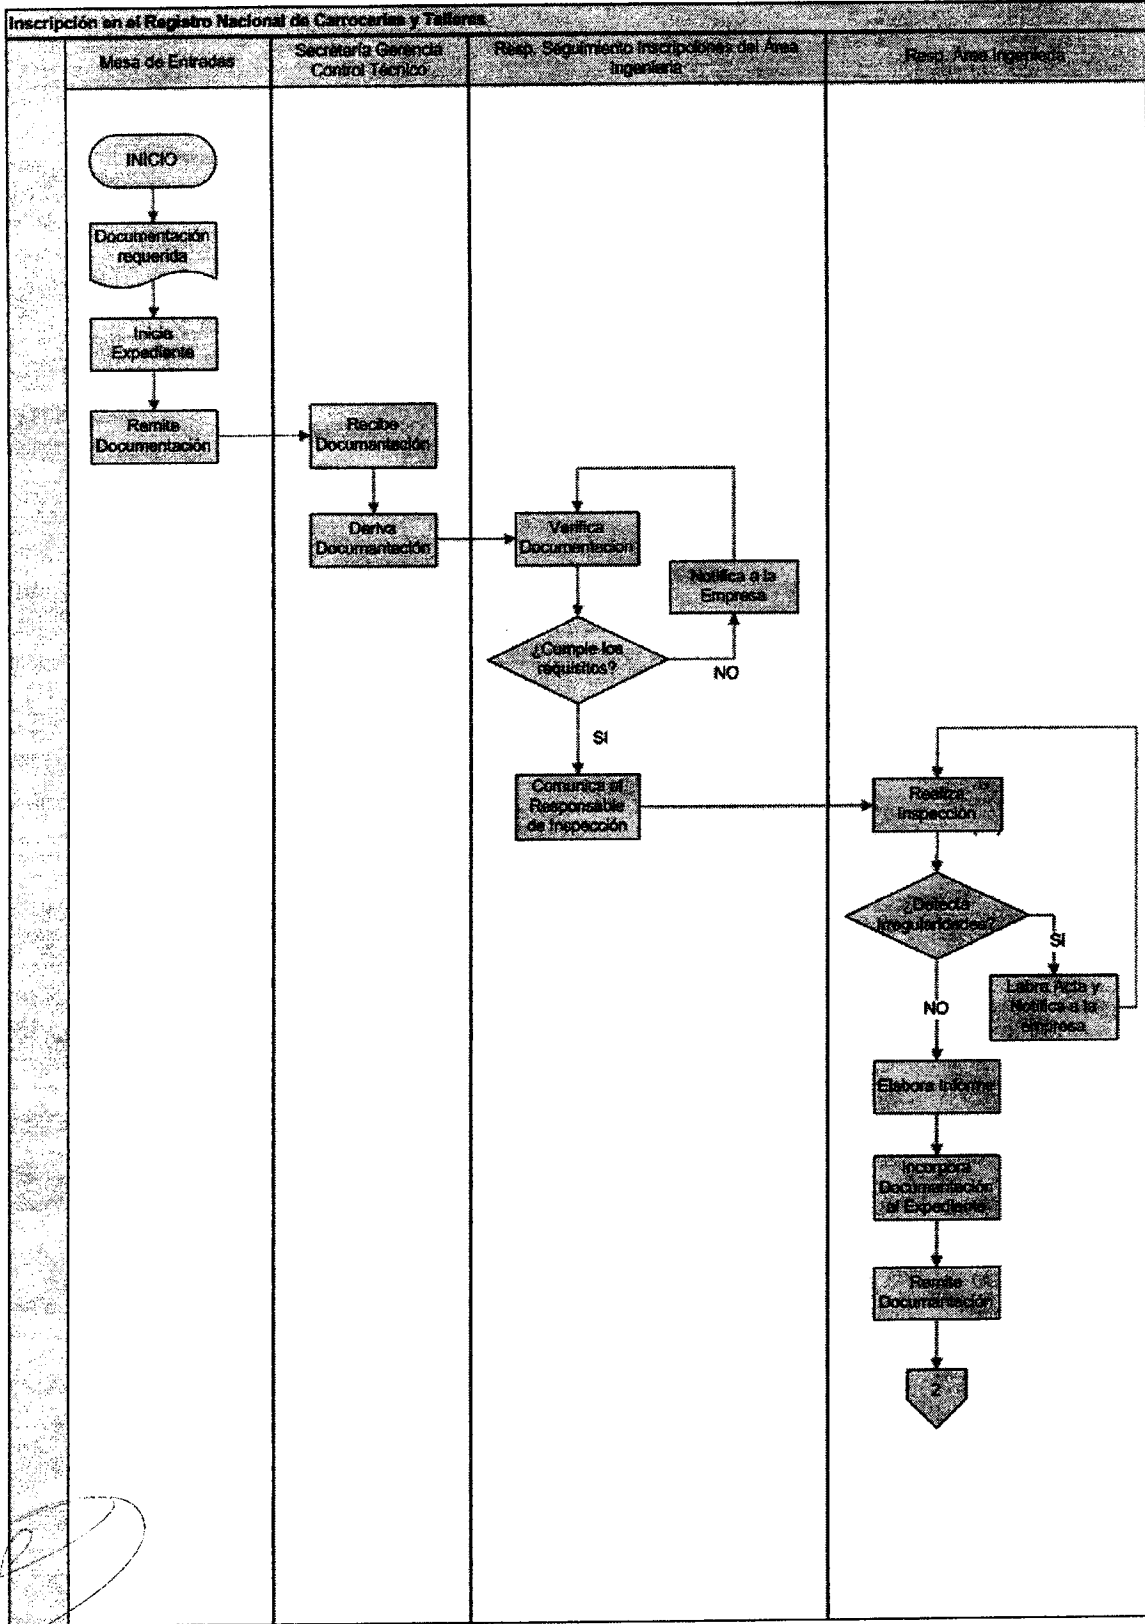 Inscripción en el Registro Nacional de Carrocerías y Talleres
Mesa de Entradas
Secretaría Gerencia
Control Técnico
Resp. Seguimiento Inscripciones del Área
Ingeniería
Resp. Área Ingeniería
INICIO
Documentación
requerida
Inicia
Expediente
Remite
Documentación
Recibe
Documentación
Deriva
Documentación
Verifica
Documentación
Notifica a la
Empresa
¿Cumple los
requisitos?
NO
SI
Comunica al
Responsable
de Inspección
Realiza
Inspección
¿Detecta
irregularidades?
SI
Labra Acta y
Notifica a la
empresa
NO
Elabora Informe
Incorpora
Documentación
al Expediente
Remite
Documentación
2